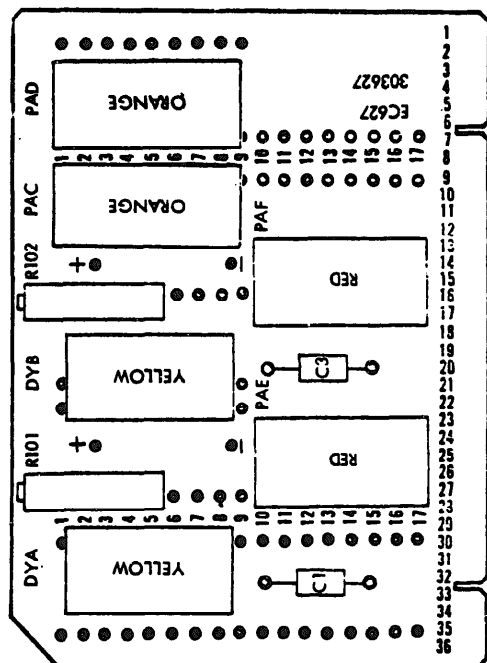 PAD
ORANGE
303627
EC627
1 2 3 4 5 6 7 8 9 10 11 12 13 14 15 16 17
PAC
ORANGE
PAF
RED
R102
+
–
DYB
YELLOW
C3
PAE
RED
R101
+
–
1 2 3 4 5 6 7 8 9 10 11 12 13 14 15 16 17
DYA
YELLOW
C1
1
2
3
4
5
6
7
8
9
10
11
12
13
14
15
16
17
18
19
20
21
22
23
24
25
26
27
28
29
30
31
32
33
34
35
36